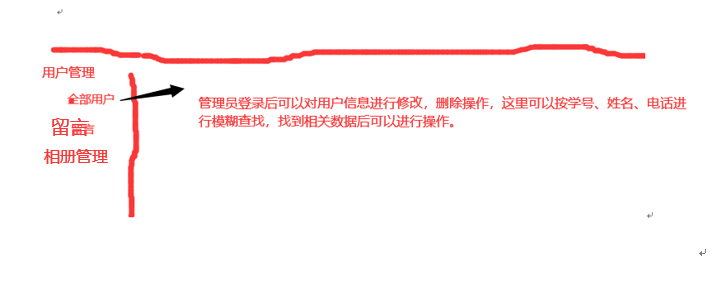 用户管理
全部用户
管理员登录后可以对用户信息进行修改，删除操作，这里可以按学号、姓名、电话进
行模糊查找，找到相关数据后可以进行操作。
留言
相册管理